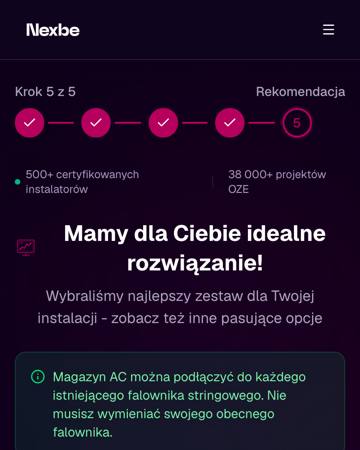 Nexbe
Krok 5 z 5
Rekomendacja
5
500+ certyfikowanych
instalatorów
38 000+ projektów
OZE
Mamy dla Ciebie idealne
rozwiązanie!
Wybraliśmy najlepszy zestaw dla Twojej
instalacji - zobacz też inne pasujące opcje
Magazyn AC można podłączyć do każdego
istniejącego falownika stringowego. Nie
musisz wymieniać swojego obecnego
falownika.